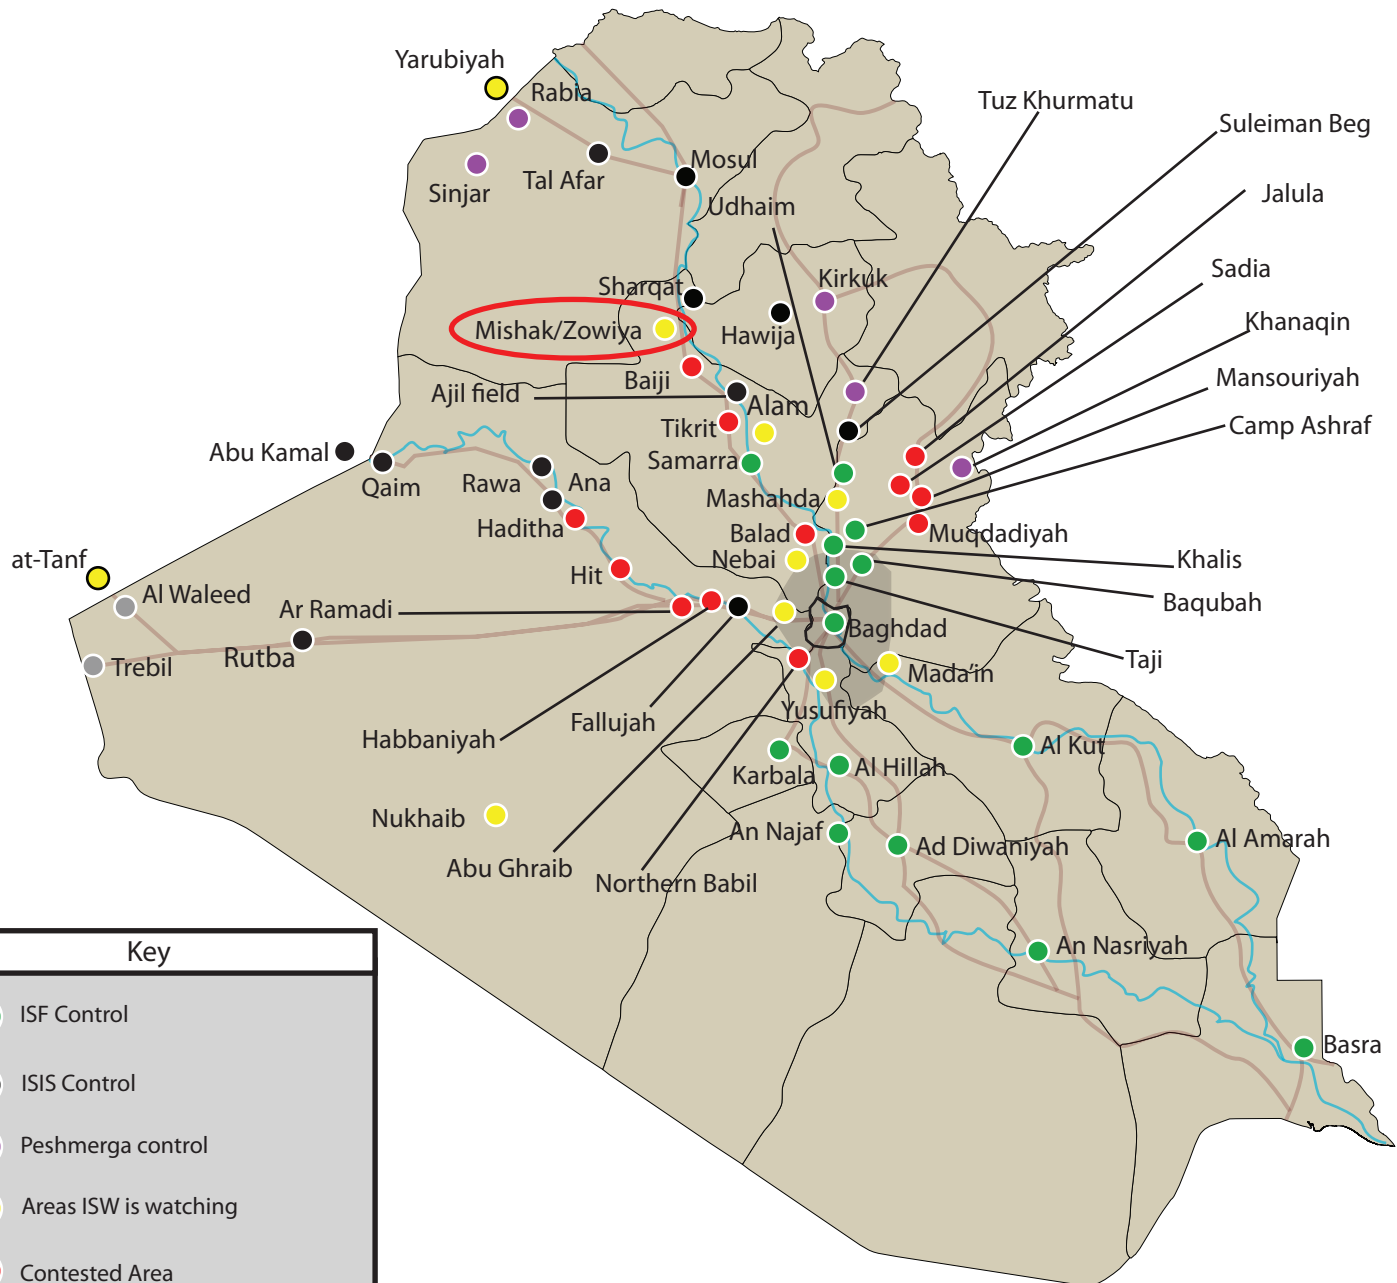 Yarubiyah
Rabia
Tuz Khurmatu
Suleiman Beg
Mosul
Tal Afar
Sinjar
Udhaim
Jalula
Sharqat
Kirkuk
Sadia
Mishak/Zowiya
Hawija
Khanaqin
Baiji
Mansouriyah
Ajil field
Alam
Tikrit
Camp Ashraf
Abu Kamal
Samarra
Qaim
Rawa
Ana
Mashahda
Haditha
Balad
Muqdadiyah
Nebai
at-Tanf
Khalis
Hit
Al Waleed
Baqubah
Ar Ramadi
Baghdad
Rutba
Taji
Trebil
Mada'in
Yusufiyah
Fallujah
Habbaniyah
Al Kut
Karbala
Al Hillah
Nukhaib
An Najaf
Ad Diwaniyah
Al Amarah
Abu Ghraib
Northern Babil
An Nasriyah
Basra
Key
ISF Control
ISIS Control
Peshmerga control
Areas ISW is watching
Contested Area